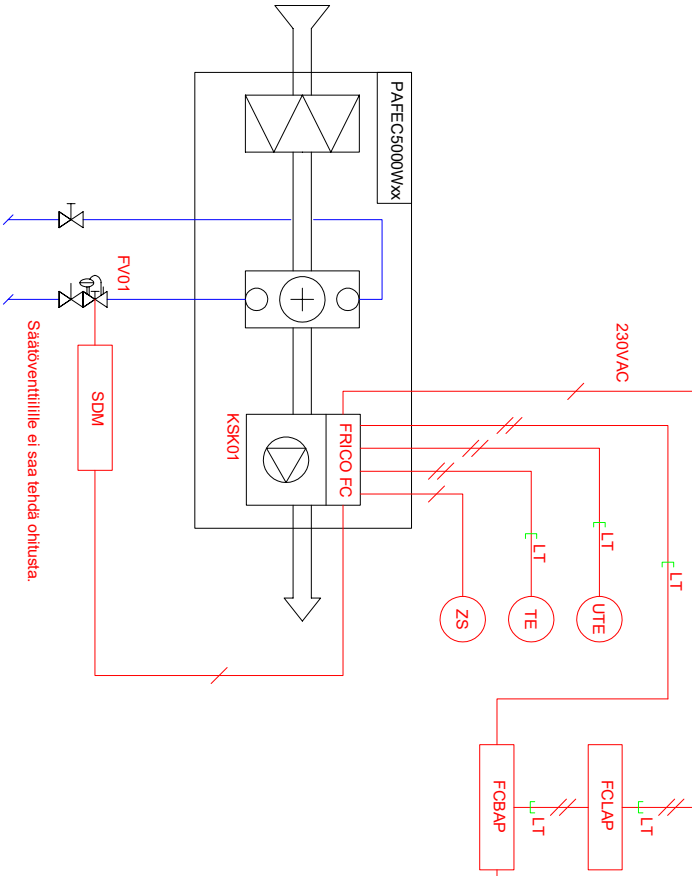 PAFEC5000Wxx
FV01
SDM
Säätöventtiilille ei saa tehdä ohitusta.
KSK01
FRICO FC
230VAC
LT
LT
LT
UTE
TE
ZS
FCBAP
FCLAP
LT
LT